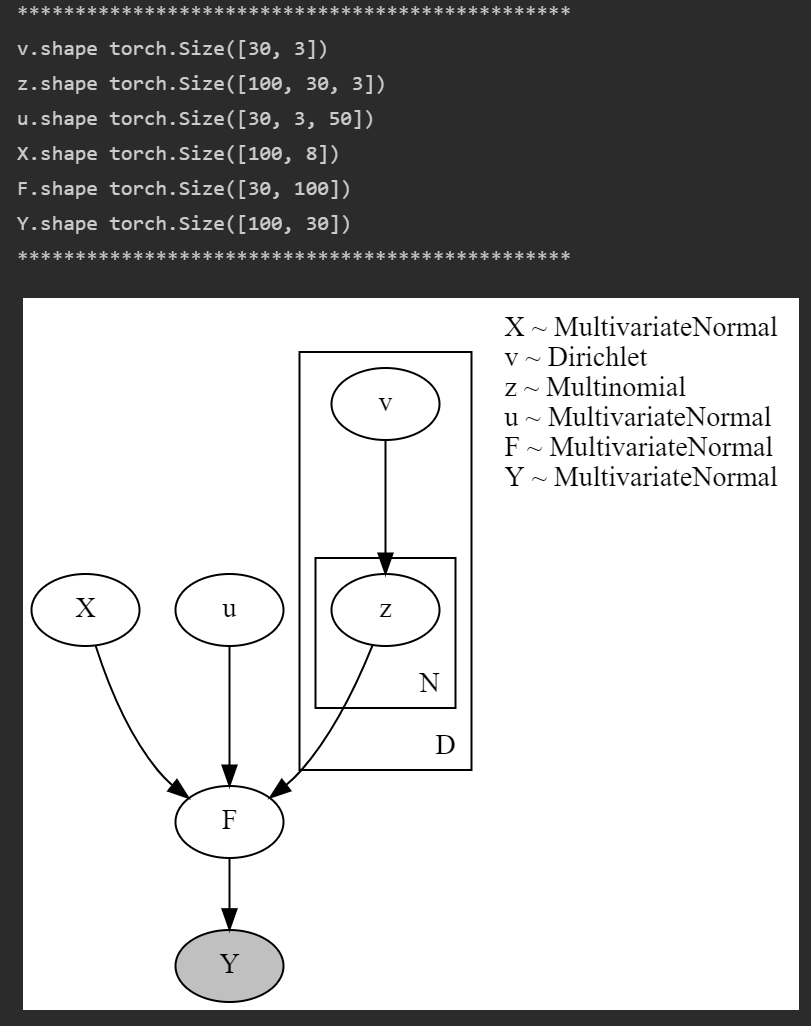 ************************************************
v.shape torch.Size([30, 3])
z.shape torch.Size([100, 30, 3])
u.shape torch.Size([30, 3, 50])
X.shape torch.Size([100, 8])
F.shape torch.Size([30, 100])
Y.shape torch.Size([100, 30])
************************************************
X ~ MultivariateNormal
v ~ Dirichlet
z ~ Multinomial
u ~ MultivariateNormal
F ~ MultivariateNormal
Y ~ MultivariateNormal
v
X
u
z
N
D
F
Y